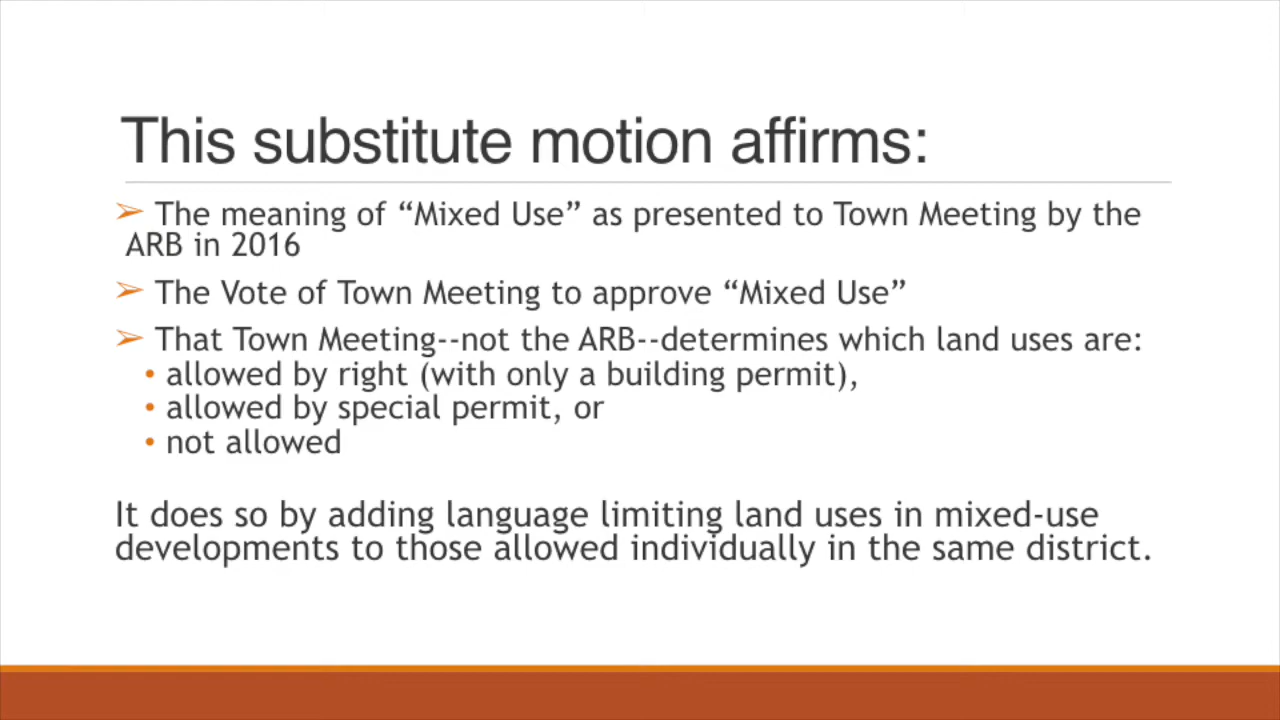 This substitute motion affirms:
➢ The meaning of “Mixed Use” as presented to Town Meeting by the
ARB in 2016
➢ The Vote of Town Meeting to approve “Mixed Use”
➢ That Town Meeting--not the ARB--determines which land uses are:
• allowed by right (with only a building permit),
• allowed by special permit, or
• not allowed
It does so by adding language limiting land uses in mixed-use
developments to those allowed individually in the same district.